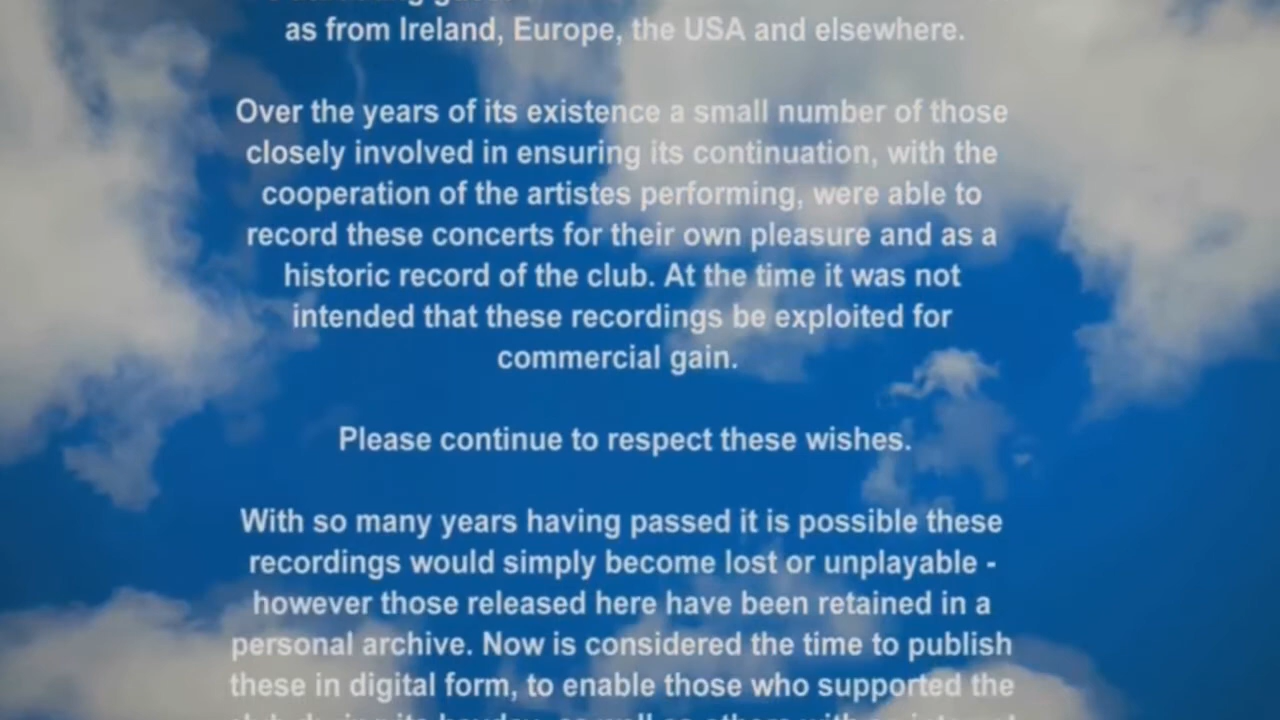 as from Ireland, Europe, the USA and elsewhere.
Over the years of its existence a small number of those
closely involved in ensuring its continuation, with the
cooperation of the artistes performing, were able to
record these concerts for their own pleasure and as a
historic record of the club. At the time it was not
intended that these recordings be exploited for
commercial gain.
Please continue to respect these wishes.
With so many years having passed it is possible these
recordings would simply become lost or unplayable -
however those released here have been retained in a
personal archive. Now is considered the time to publish
these in digital form, to enable those who supported the